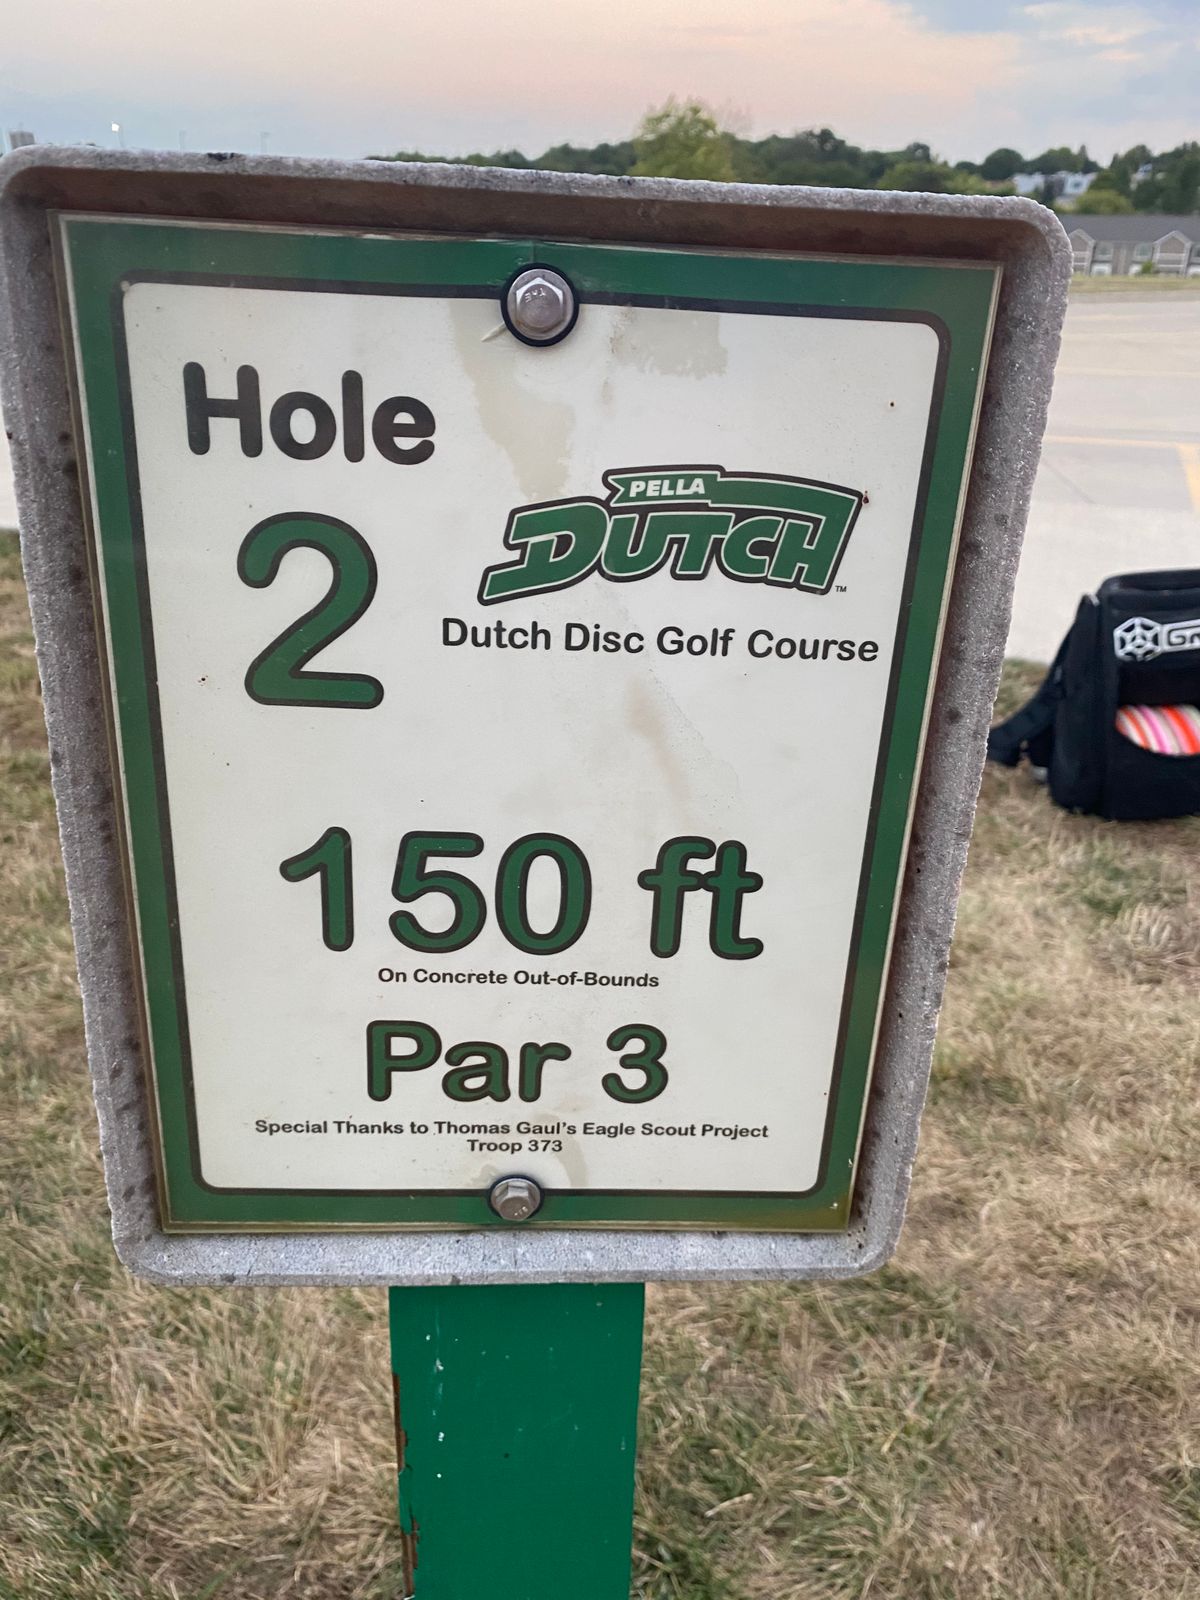 Hole
2
PELLA
DUTCH
TM
Dutch Disc Golf Course
150 ft
On Concrete Out-of-Bounds
Par 3
Special Thanks to Thomas Gaul's Eagle Scout Project
Troop 373